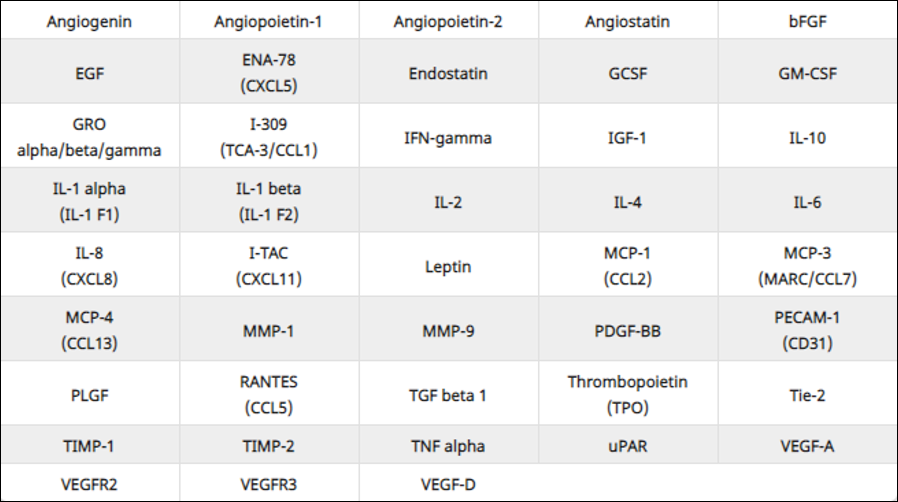 Angiogenin Angiopoietin-1 Angiopoietin-2 Angiostatin bFGF
EGF ENA-78 (CXCL5) Endostatin GCSF GM-CSF
GRO alpha/beta/gamma I-309 (TCA-3/CCL1) IFN-gamma IGF-1 IL-10
IL-1 alpha (IL-1 F1) IL-1 beta (IL-1 F2) IL-2 IL-4 IL-6
IL-8 (CXCL8) I-TAC (CXCL11) Leptin MCP-1 (CCL2) MCP-3 (MARC/CCL7)
MCP-4 (CCL13) MMP-1 MMP-9 PDGF-BB PECAM-1 (CD31)
PLGF RANTES (CCL5) TGF beta 1 Thrombopoietin (TPO) Tie-2
TIMP-1 TIMP-2 TNF alpha uPAR VEGF-A
VEGFR2 VEGFR3 VEGF-D